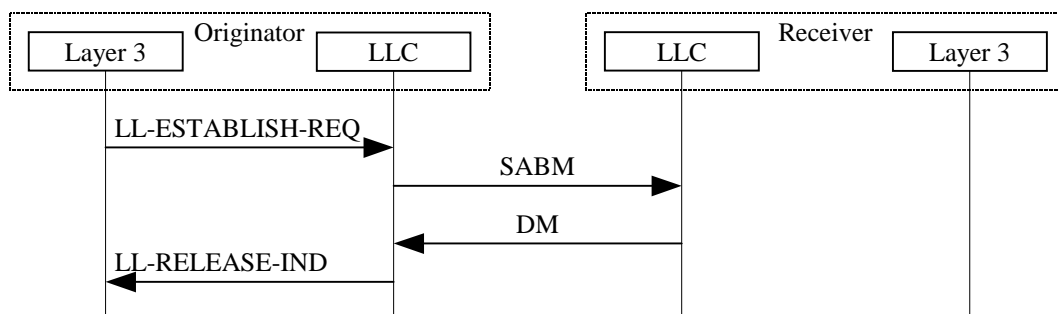 Originator
Receiver
Layer 3
LLC
LLC
Layer 3
LL-ESTABLISH-REQ
SABM
DM
LL-RELEASE-IND